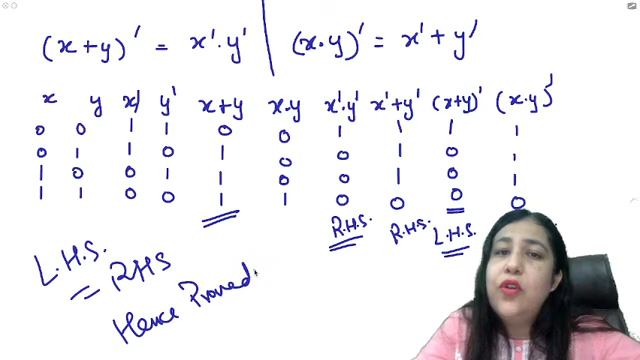 (x+y)' = x'·y' | (x·y)' = x' + y'
x y x' y' x+y x·y x'·y' x'+y' (x+y)' (x·y)'
0 0 1 1 0 0 1 1 1 1
0 1 1 0 1 0 0 1 0 1
1 0 0 1 1 0 0 1 0 1
1 1 0 0 1 1 0 0 0 0
R.H.S. R.H.S. L.H.S.
L.H.S. = RHS
Hence Proved